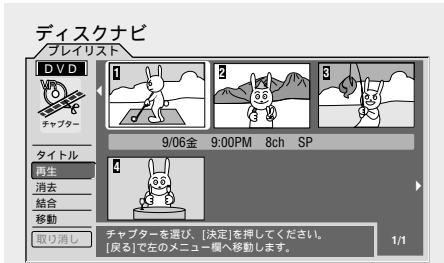 ディスクナビ
プレイリスト
DVD
VR
チャプター
1
2
3
9/06金 9:00PM 8ch SP
タイトル
再生
消去
結合
移動
取り消し
4
チャプターを選び、[決定]を押してください。
[戻る]で左のメニュー欄へ移動します。
1/1